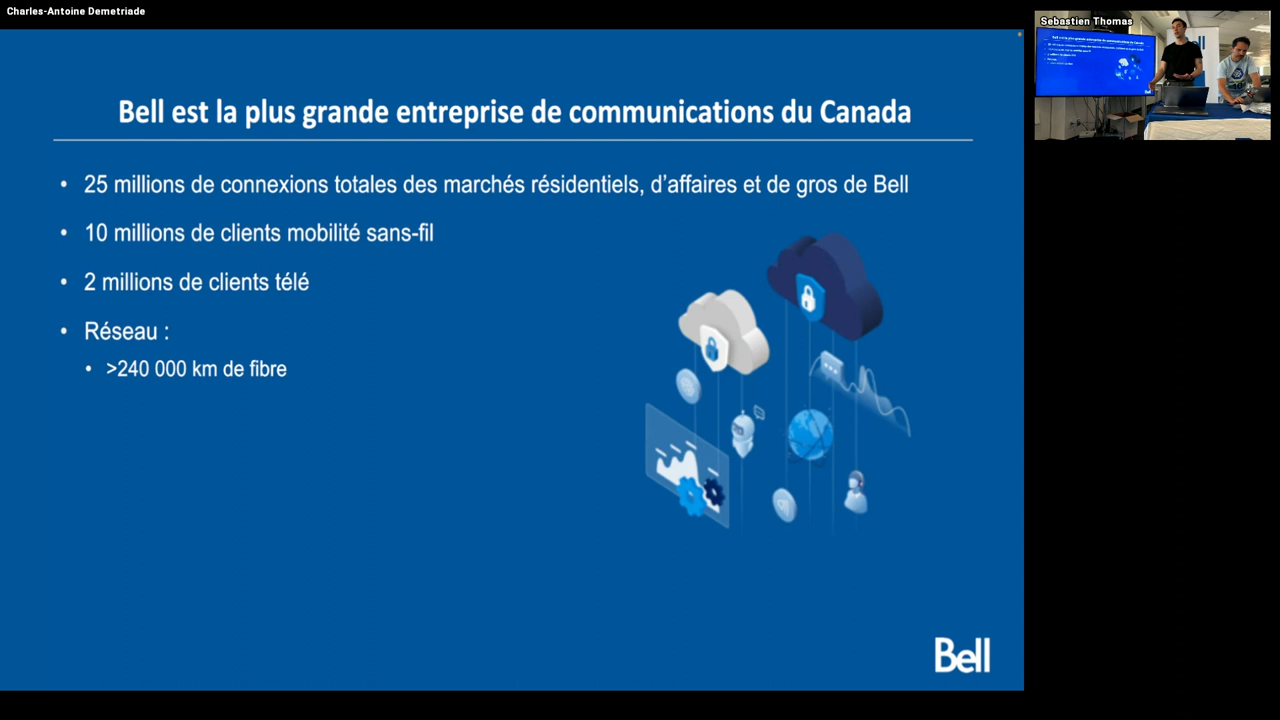 Charles-Antoine Demetriade
Sebastien Thomas
Bell est la plus grande entreprise de communications du Canada
• 25 millions de connexions totales des marchés résidentiels, d’affaires et de gros de Bell
• 10 millions de clients mobilité sans-fil
• 2 millions de clients télé
• Réseau :
• >240 000 km de fibre
Bell